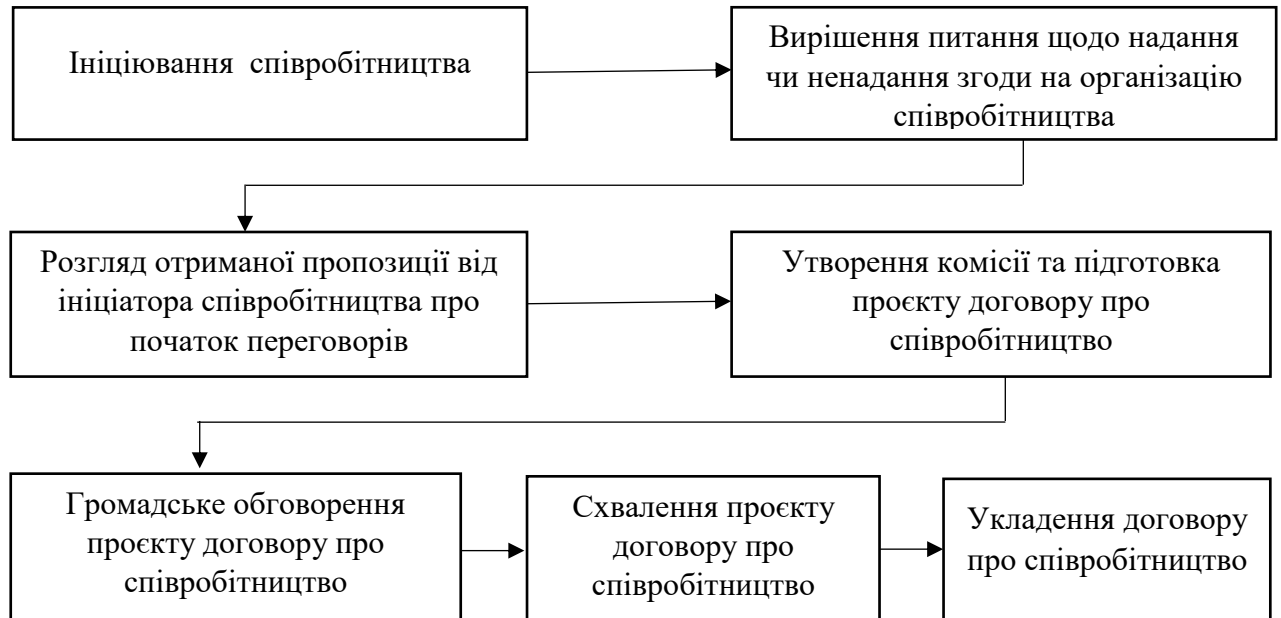 Ініціювання співробітництва
Вирішення питання щодо надання
чи ненадання згоди на організацію
співробітництва
Розгляд отриманої пропозиції від
ініціатора співробітництва про
початок переговорів
Утворення комісії та підготовка
проєкту договору про
співробітництво
Громадське обговорення
проєкту договору про
співробітництво
Схвалення проєкту
договору про
співробітництво
Укладення договору
про співробітництво